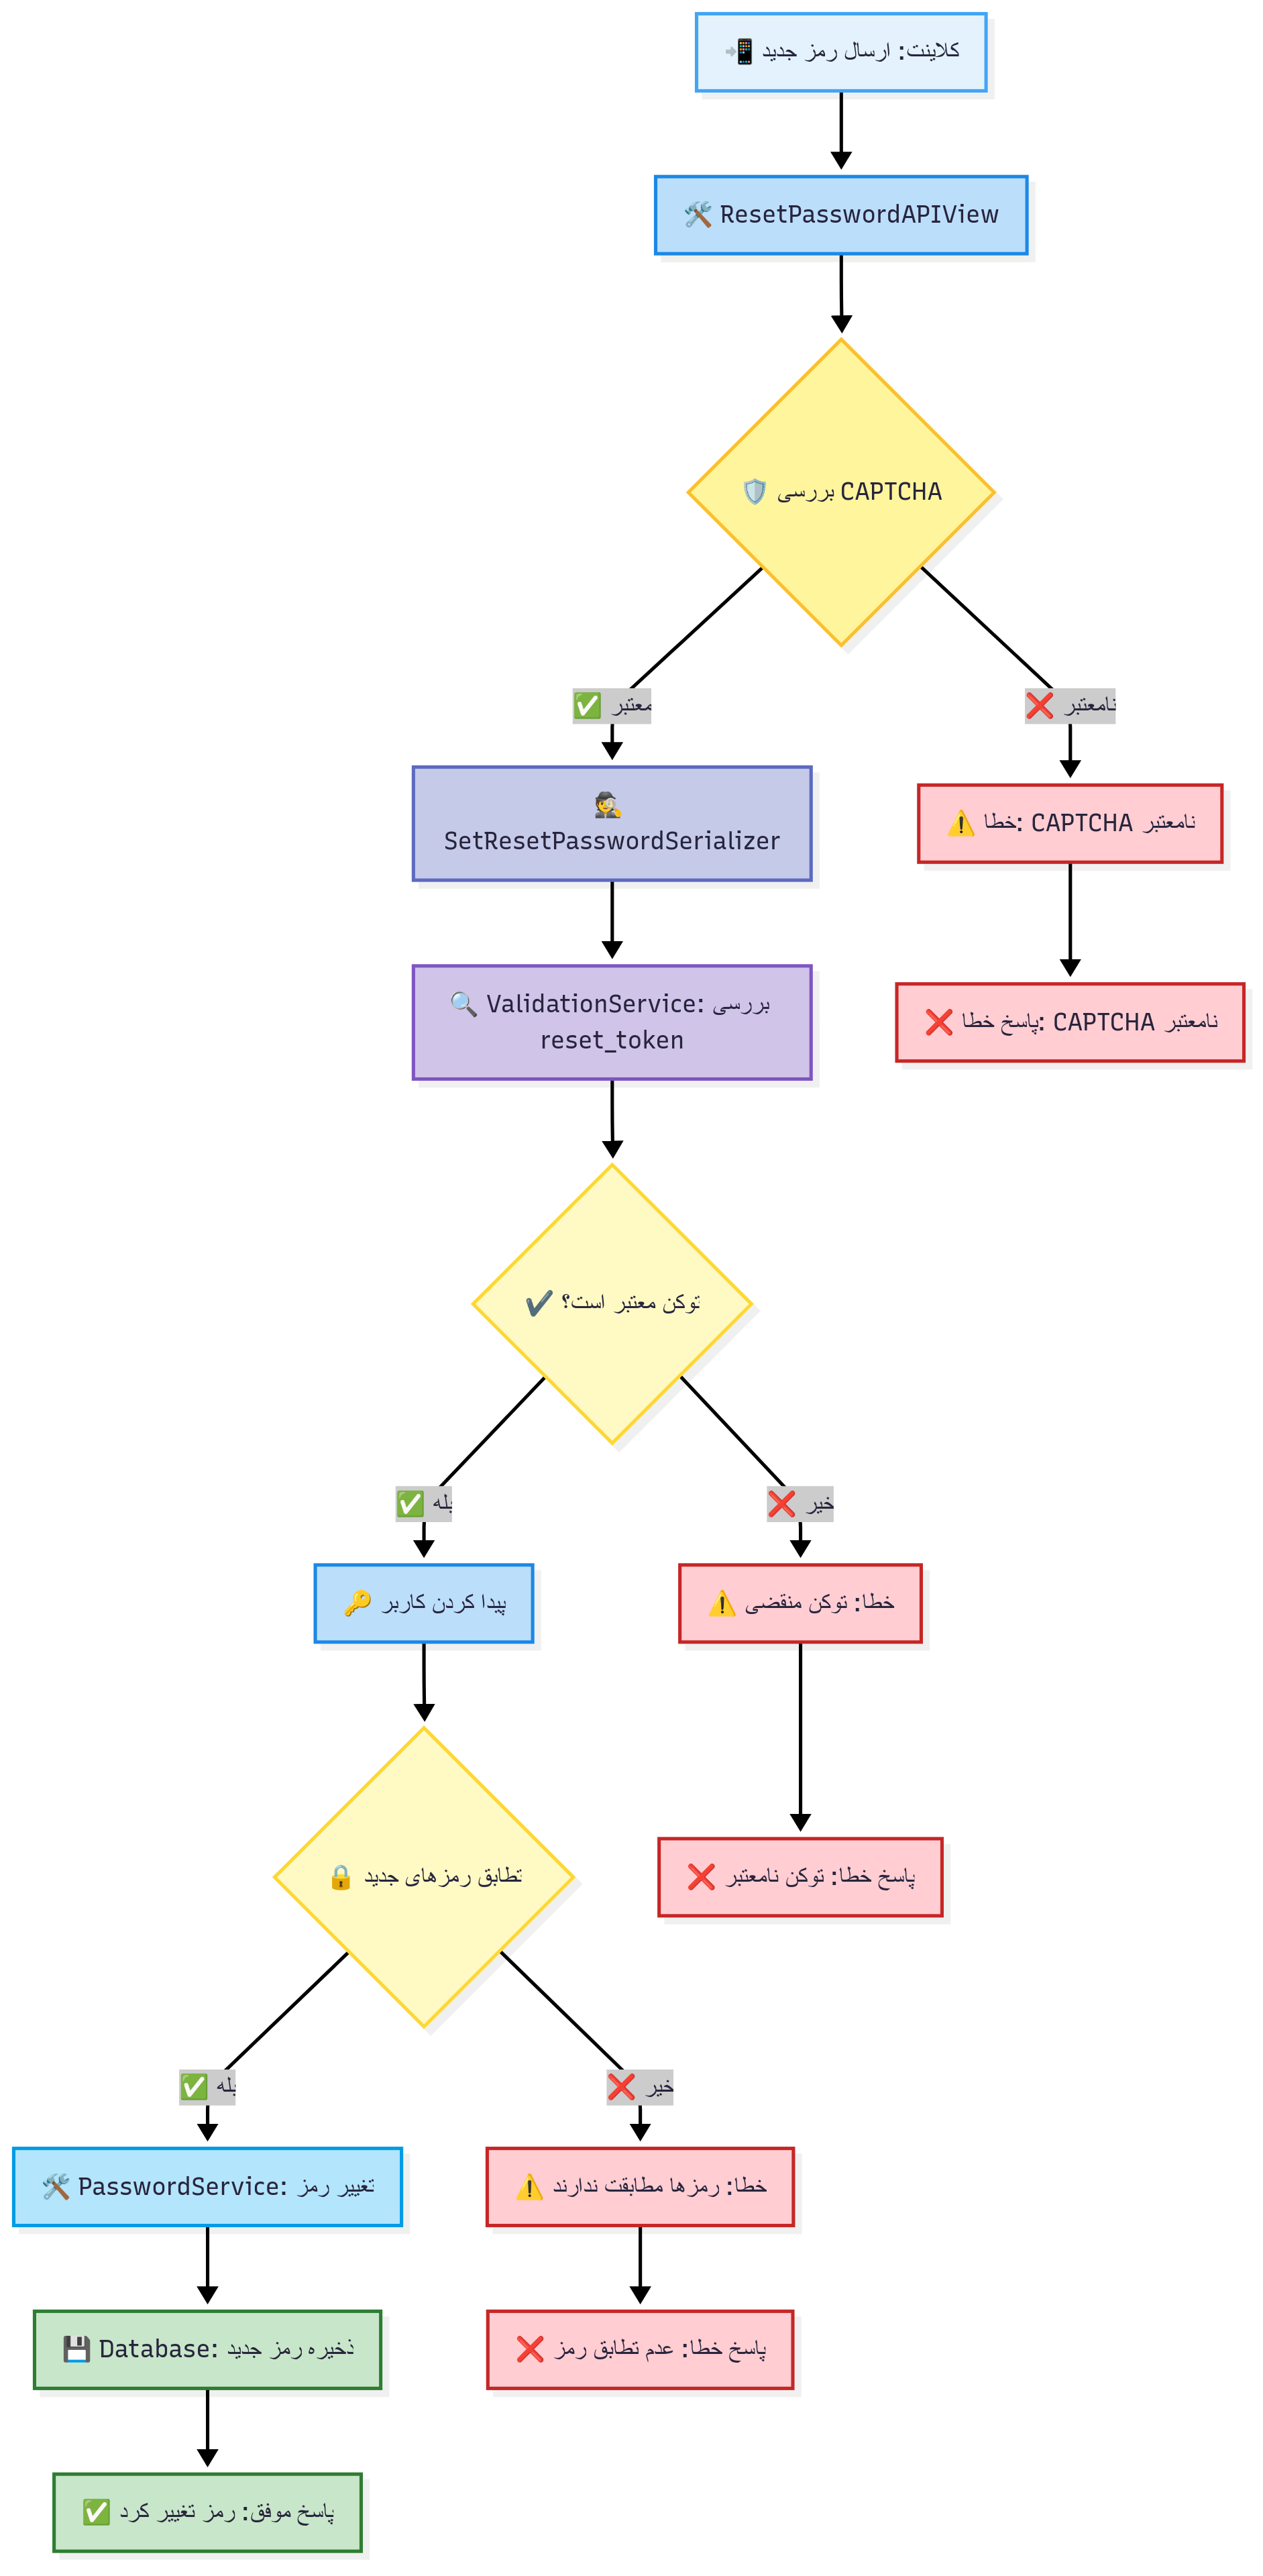 کلاینت: ارسال رمز جدید 📲
🛠️ ResetPasswordAPIView
🛡️ بررسی CAPTCHA
معتبر ✅
نامعتبر ❌
🕵️
SetResetPasswordSerializer
⚠️ خطا: CAPTCHA نامعتبر
🔍 ValidationService: بررسی
reset_token
❌ پاسخ خطا: CAPTCHA نامعتبر
توکن معتبر است؟ ✔️
بله ✅
خیر ❌
پیدا کردن کاربر 🔑
خطا: توکن منقضی ⚠️
تطابق رمزهای جدید 🔒
پاسخ خطا: توکن نامعتبر ❌
بله ✅
خیر ❌
🛠️ PasswordService: تغییر رمز
خطا: رمزها مطابقت ندارند ⚠️
💾 Database: ذخیره رمز جدید
پاسخ خطا: عدم تطابق رمز ❌
پاسخ موفق: رمز تغییر کرد ✅